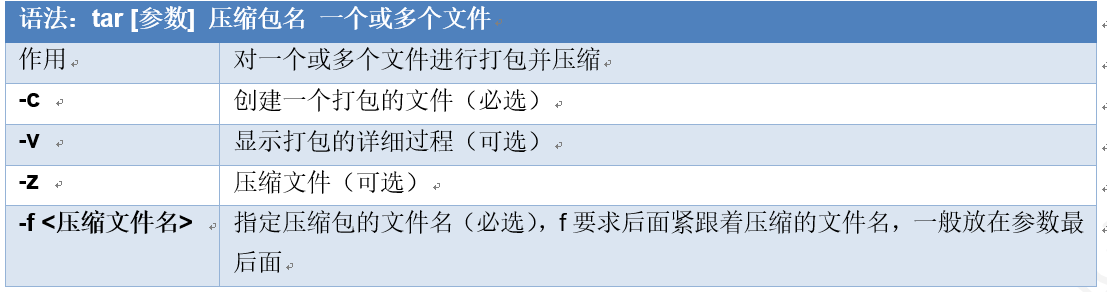 语法：tar [参数] 压缩包名 一个或多个文件
作用 对一个或多个文件进行打包并压缩
-c 创建一个打包的文件（必选）
-v 显示打包的详细过程（可选）
-z 压缩文件（可选）
-f <压缩文件名> 指定压缩包的文件名（必选），f 要求后面紧跟着压缩的文件名，一般放在参数最
后面